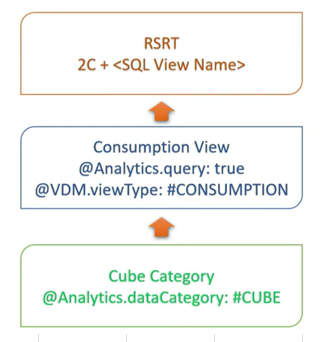 RSRT
2C + <SQL View Name>
Consumption View
@Analytics.query: true
@VDM.viewType: #CONSUMPTION
Cube Category
@Analytics.dataCategory: #CUBE